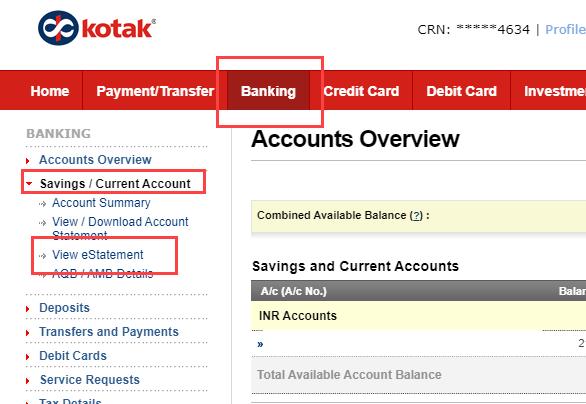 kotak®
CRN: *****4634 | Profile
Home Payment/Transfer Banking Credit Card Debit Card
BANKING
Accounts Overview
Savings / Current Account
Account Summary
View / Download Account
Statement
View eStatement
AQB / AMB Details
Deposits
Transfers and Payments
Debit Cards
Service Requests
Tax Details
Accounts Overview
Combined Available Balance (?) :
Savings and Current Accounts
A/c (A/c No.)
INR Accounts
» 2
Total Available Account Balance